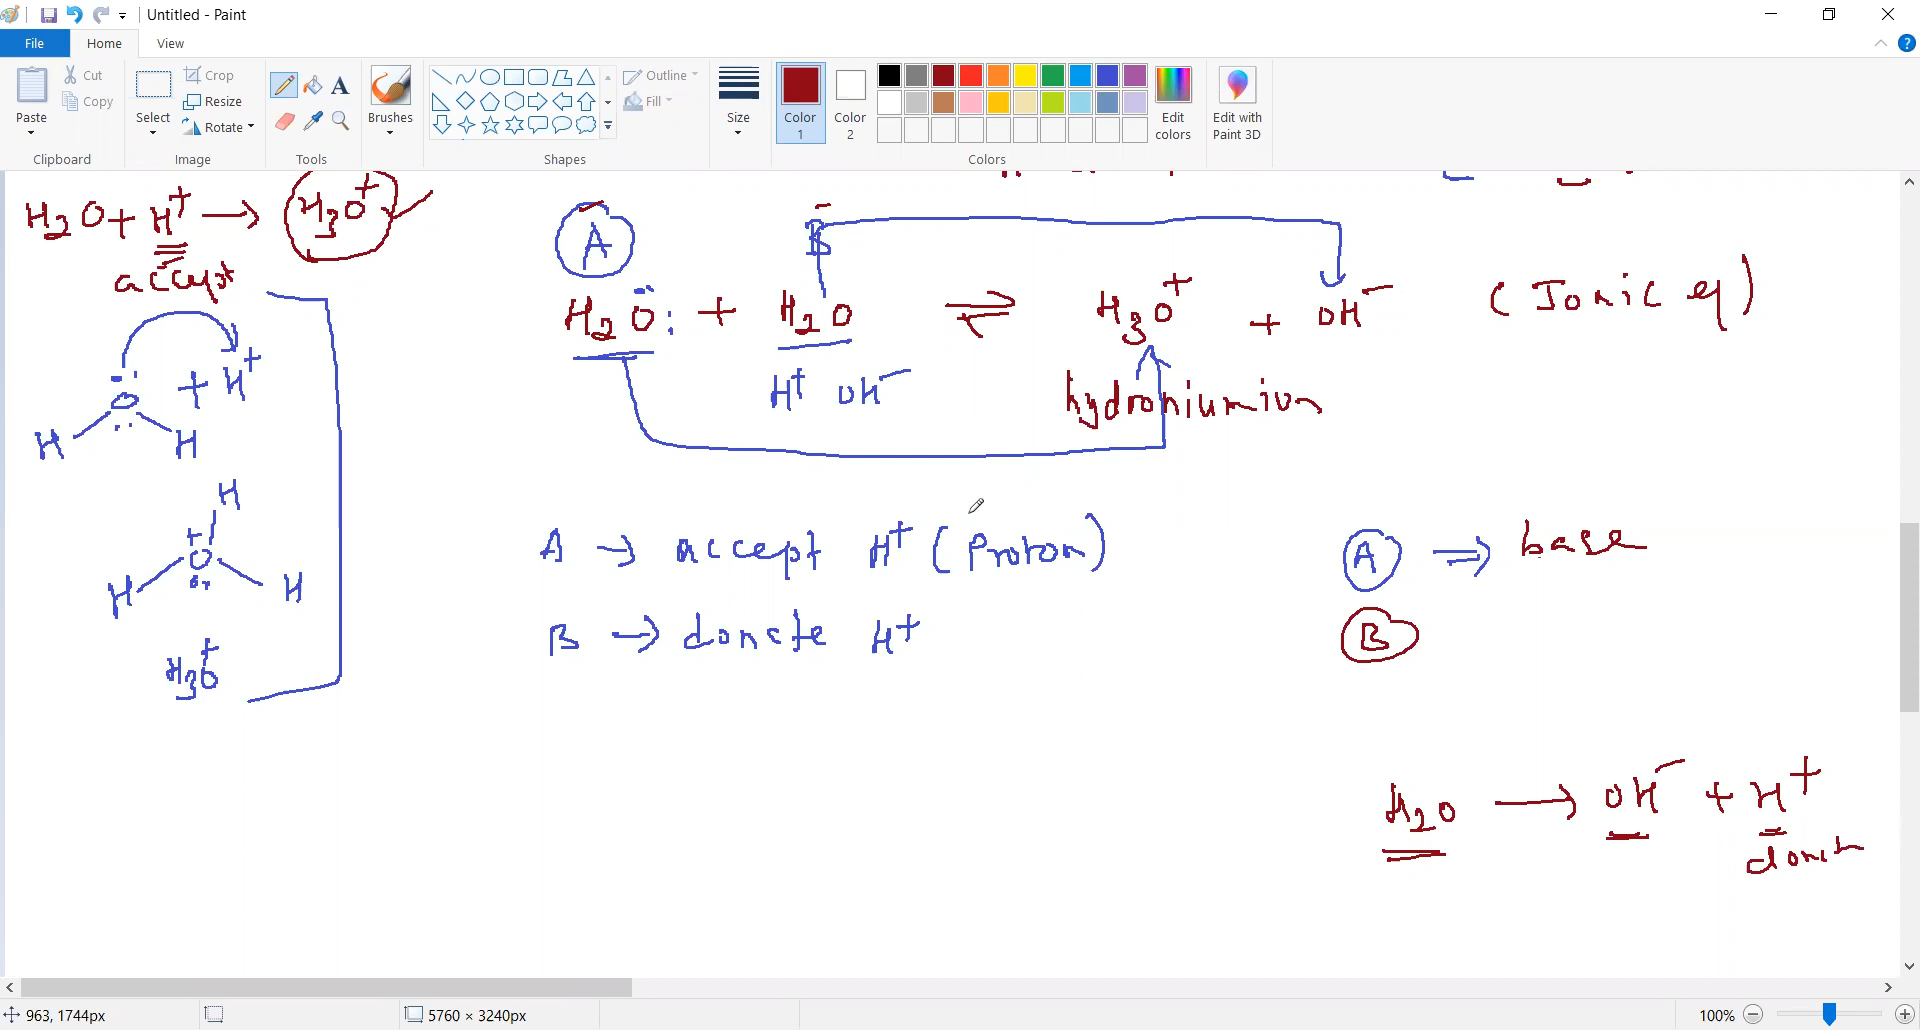 Untitled - Paint
File Home View
Paste Cut Copy Clipboard
Select Crop Resize Rotate Image
Tools
Brushes
Outline Fill Shapes
Size
Color 1 Color 2 Edit colors Edit with Paint 3D Colors
H2O + H+ → H3O+
accept
A B
H2O: + H2O ⇌ H3O+ + OH- (Ionic eq)
H+ OH-
hydronium ion
O + H+
H H
H
+
O
H H
H3O+
A → accept H+ (Proton)
B → donate H+
A ⇒ base
B
H2O → OH- + H+
963, 1744px 5760 × 3240px 100%